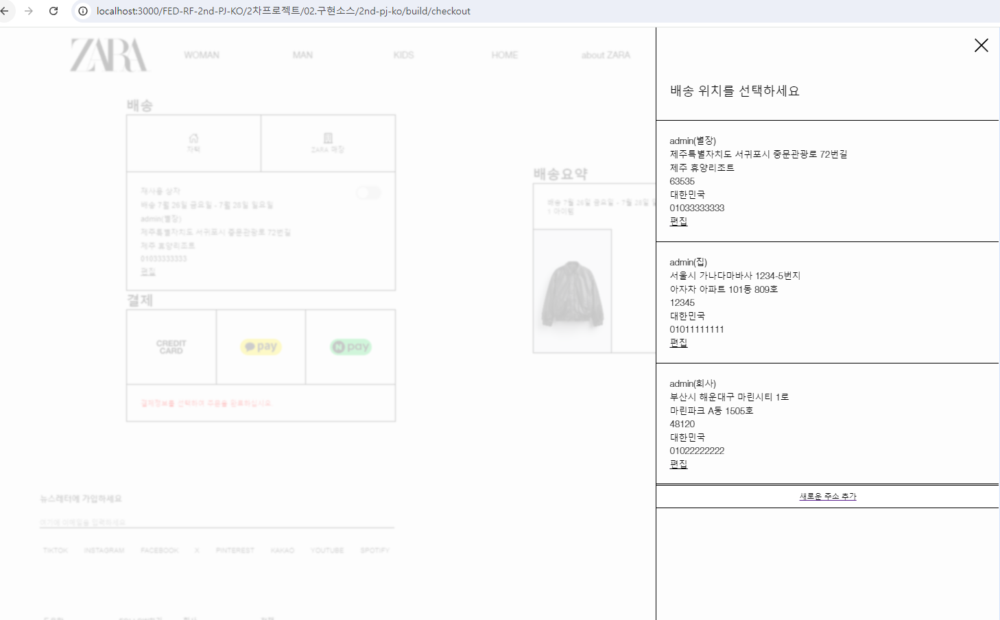 localhost:3000/FED-RF-2nd-PJ-KO/2차프로젝트/02.구현소스/2nd-pj-ko/build/checkout
ZARA
WOMAN
MAN
KIDS
HOME
about ZARA
배송
자택
ZARA 매장
재사용 상자
배송 7월 26일 금요일 - 7월 28일 일요일
admin(별장)
제주특별자치도 서귀포시 중문관광로 72번길
제주 휴양리조트
01033333333
편집
결제
CREDIT
CARD
pay
N pay
결제정보를 선택하여 주문을 완료하십시오
배송요약
배송 7월 26일 금요일 - 7월 28일
1 아이템
뉴스레터에 가입하세요
여기에 이메일을 입력하세요
TIKTOK
INSTAGRAM
FACEBOOK
X
PINTEREST
KAKAO
YOUTUBE
SPOTIFY
배송 위치를 선택하세요
admin(별장)
제주특별자치도 서귀포시 중문관광로 72번길
제주 휴양리조트
63535
대한민국
01033333333
편집
admin(집)
서울시 가나다마바사 1234-5번지
아자차 아파트 101동 809호
12345
대한민국
01011111111
편집
admin(회사)
부산시 해운대구 마린시티 1로
마린파크 A동 1505호
48120
대한민국
01022222222
편집
새로운 주소 추가